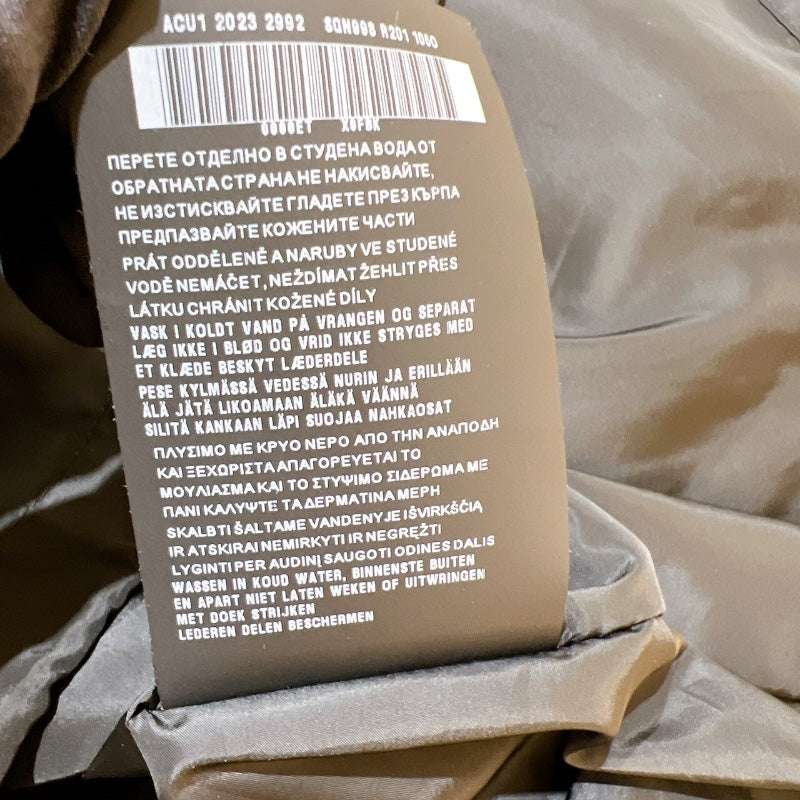 ACU1 2023 2992 SQN998 R201 1060
0000ET X0FBK
ПЕРЕТЕ ОТДЕЛНО В СТУДЕНА ВОДА ОТ
ОБРАТНАТА СТРАНА НЕ НАКИСВАЙТЕ,
НЕ ИЗСТИСКВАЙТЕ ГЛАДЕТЕ ПРЕЗ КЪРПА
ПРЕДПАЗВАЙТЕ КОЖЕНИТЕ ЧАСТИ
PRÁT ODDĚLENĚ A NARUBY VE STUDENÉ
VODĚ NEMÁČET, NEŽDÍMAT ŽEHLIT PŘES
LÁTKU CHRÁNIT KOŽENÉ DÍLY
VASK I KOLDT VAND PÅ VRANGEN OG SEPARAT
LÆG IKKE I BLØD OG VRID IKKE STRYGES MED
ET KLÆDE BESKYT LÆDERDELE
PESE KYLMÄSSÄ VEDESSÄ NURIN JA ERILLÄÄN
ÄLÄ JÄTÄ LIKOAMAAN ÄLÄKÄ VÄÄNNÄ
SILITÄ KANKAAN LÄPI SUOJAA NAHKAOSAT
ΠΛΥΣΙΜΟ ΜΕ ΚΡΥΟ ΝΕΡΟ ΑΠΟ ΤΗΝ ΑΝΑΠΟΔΗ
ΚΑΙ ΞΕΧΩΡΙΣΤΑ ΑΠΑΓΟΡΕΥΕΤΑΙ ΤΟ
ΜΟΥΛΙΑΣΜΑ ΚΑΙ ΤΟ ΣΤΥΨΙΜΟ ΣΙΔΕΡΩΜΑ ΜΕ
ΠΑΝΙ ΚΑΛΥΨΤΕ ΤΑ ΔΕΡΜΑΤΙΝΑ ΜΕΡΗ
SKALBTI ŠALTAME VANDENYJE IŠVIRKŠČIĄ
IR ATSKIRAI NEMIRKYTI IR NEGRĘŽTI
LYGINTI PER AUDINĮ SAUGOTI ODINES DALIS
WASSEN IN KOUD WATER, BINNENSTE BUITEN
EN APART NIET LATEN WEKEN OF UITWRINGEN
MET DOEK STRIJKEN
LEDEREN DELEN BESCHERMEN